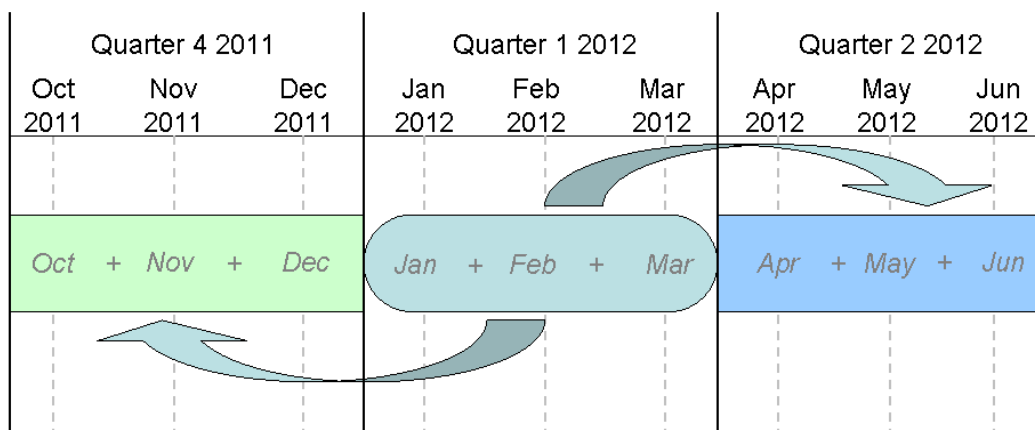 Quarter 4 2011 Quarter 1 2012 Quarter 2 2012
Oct Nov Dec Jan Feb Mar Apr May Jun
2011 2011 2011 2012 2012 2012 2012 2012 2012
Oct + Nov + Dec Jan + Feb + Mar Apr + May + Jun